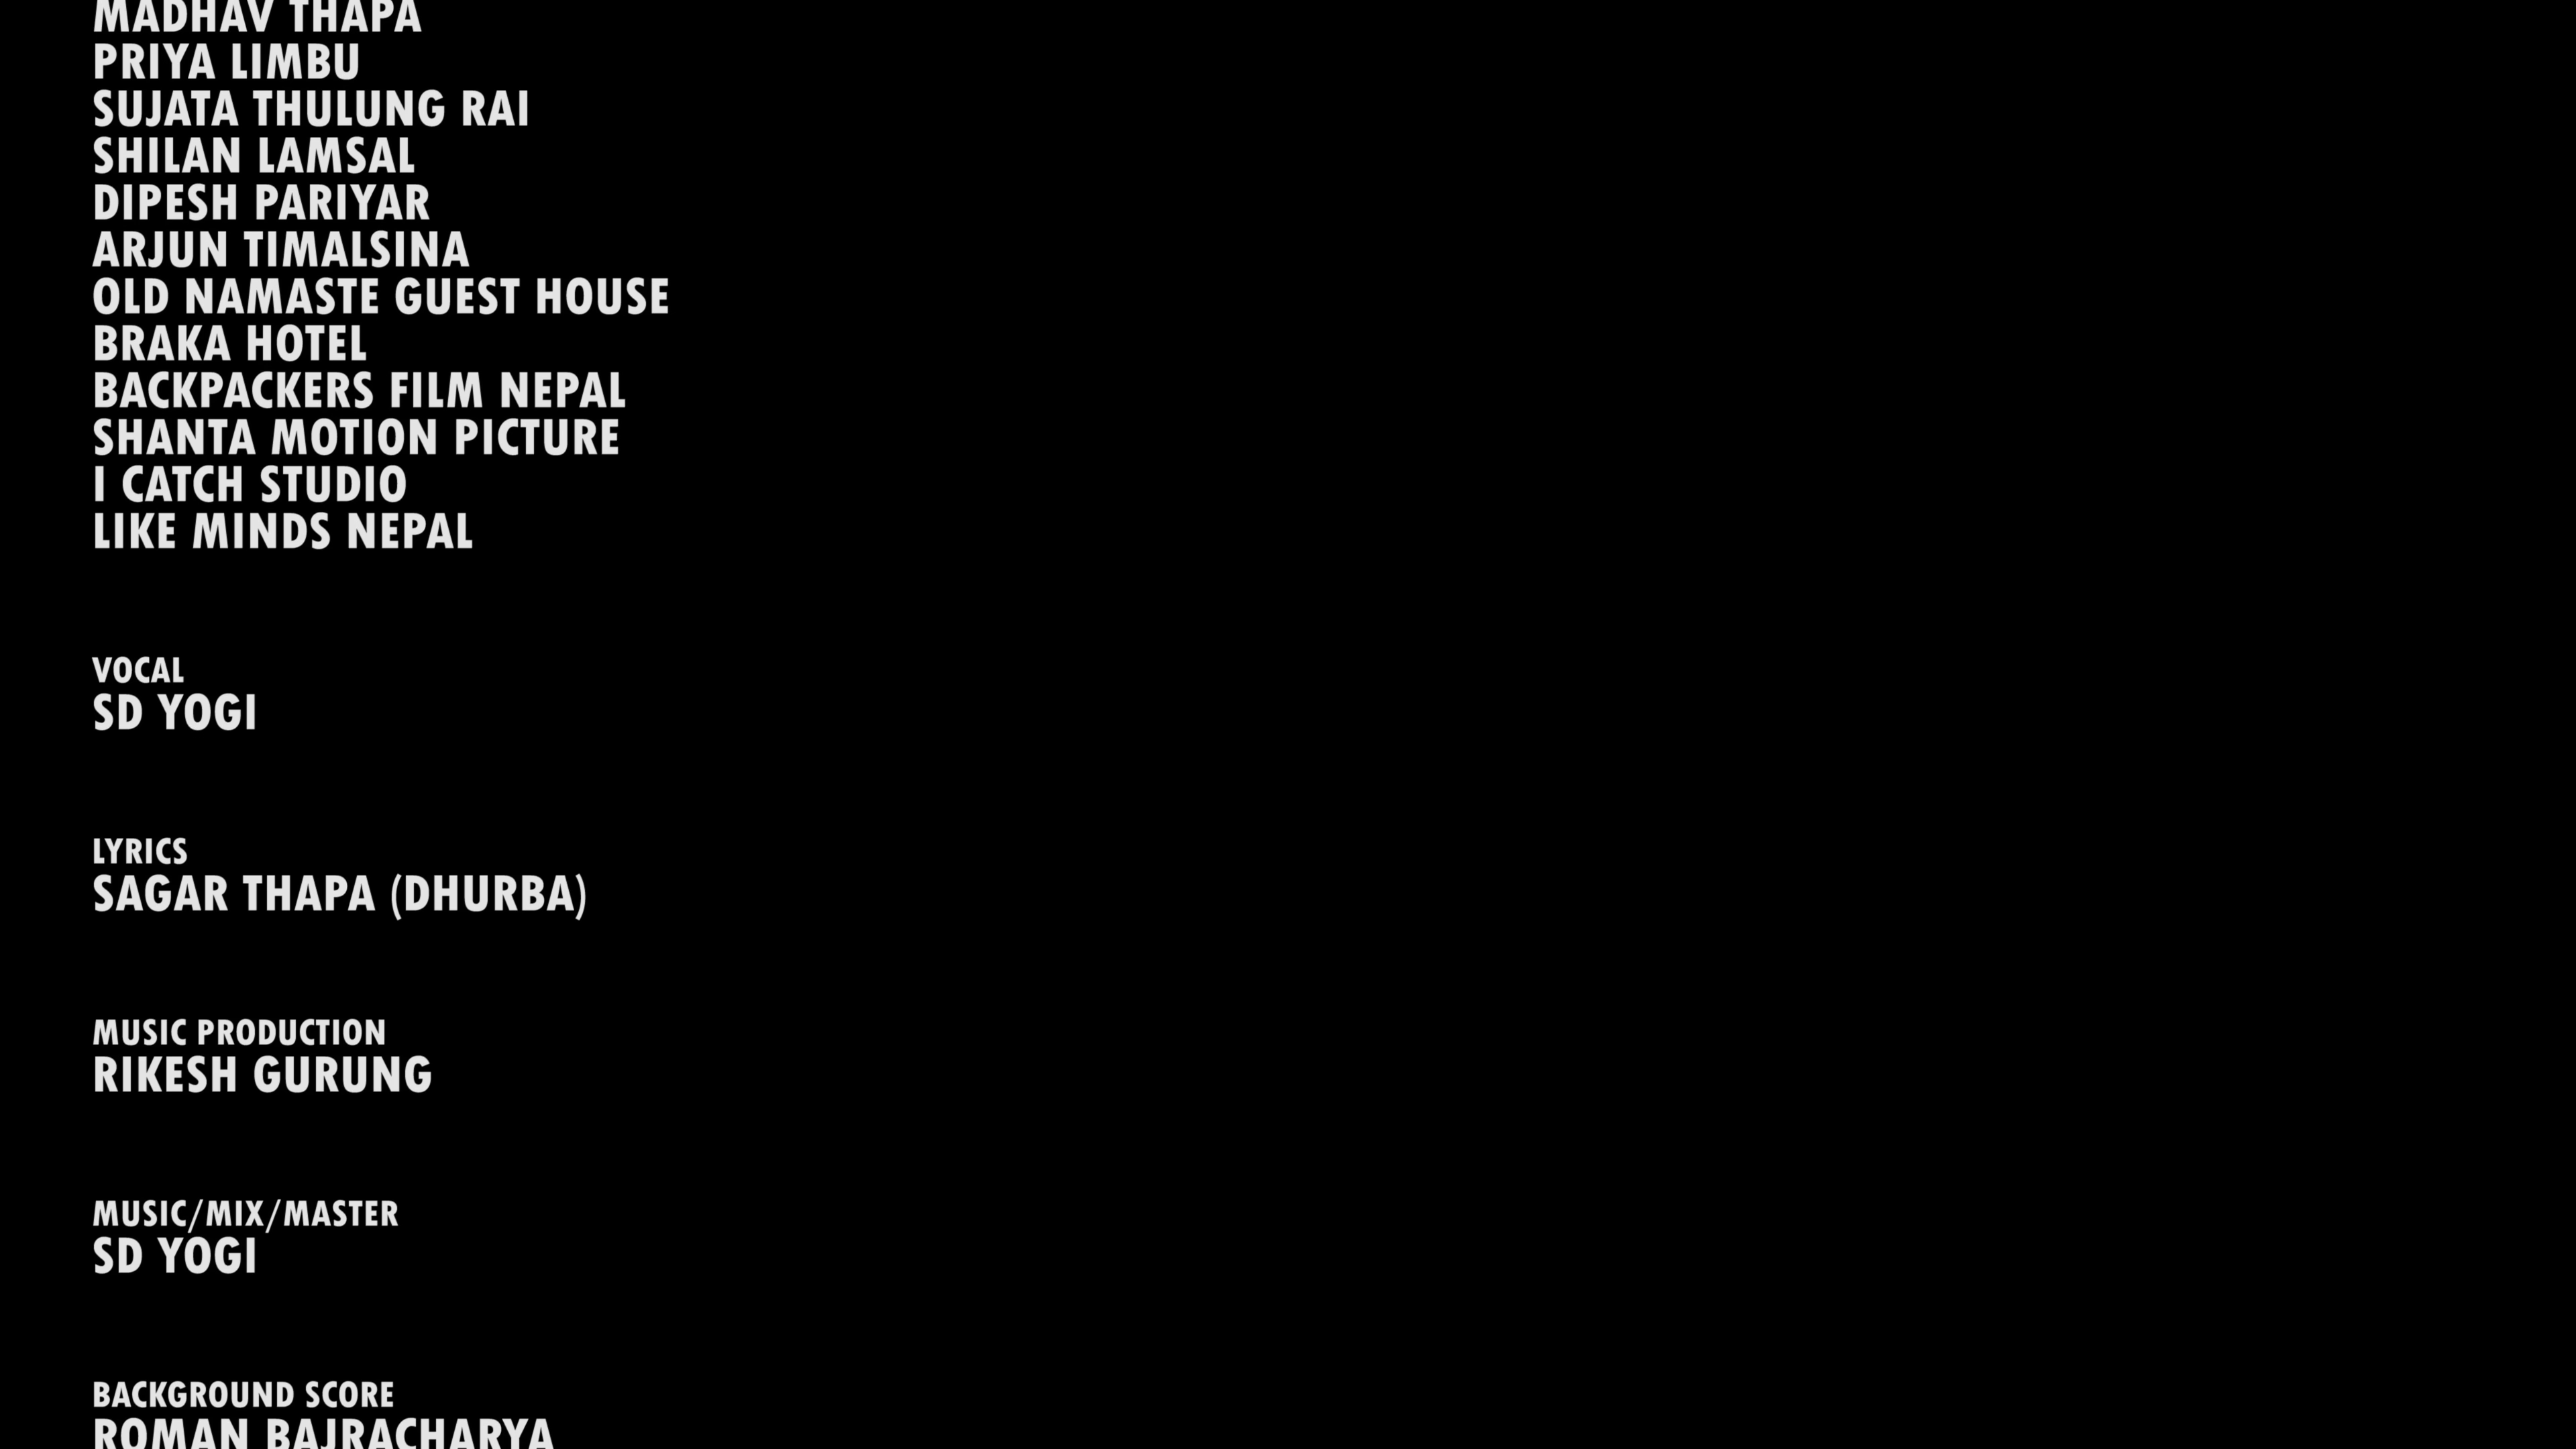 MADHAV THAPA
PRIYA LIMBU
SUJATA THULUNG RAI
SHILAN LAMSAL
DIPESH PARIYAR
ARJUN TIMALSINA
OLD NAMASTE GUEST HOUSE
BRAKA HOTEL
BACKPACKERS FILM NEPAL
SHANTA MOTION PICTURE
I CATCH STUDIO
LIKE MINDS NEPAL
VOCAL
SD YOGI
LYRICS
SAGAR THAPA (DHURBA)
MUSIC PRODUCTION
RIKESH GURUNG
MUSIC/MIX/MASTER
SD YOGI
BACKGROUND SCORE
ROMAN BAJRACHARYA